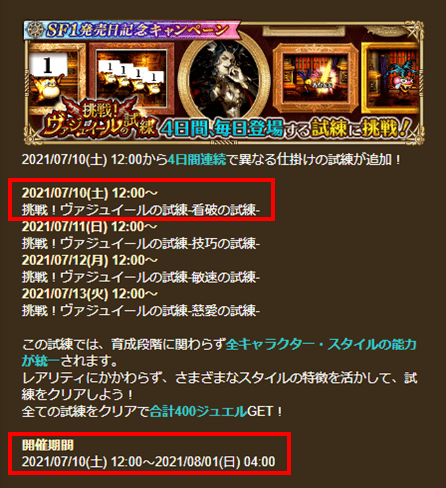 SF1発売日記念キャンペーン
1
1 1 1 1
挑戦！
ヴァジュイールの試練
4日間、毎日登場する試練に挑戦！
2021/07/10(土) 12:00から4日間連続で異なる仕掛けの試練が追加！
2021/07/10(土) 12:00～
挑戦！ヴァジュイールの試練-看破の試練-
2021/07/11(日) 12:00～
挑戦！ヴァジュイールの試練-技巧の試練-
2021/07/12(月) 12:00～
挑戦！ヴァジュイールの試練-敏速の試練-
2021/07/13(火) 12:00～
挑戦！ヴァジュイールの試練-慈愛の試練-
この試練では、育成段階に関わらず全キャラクター・スタイルの能力
が統一されます。
レアリティにかかわらず、さまざまなスタイルの特徴を活かして、試
練をクリアしよう！
全ての試練をクリアで合計400ジュエルGET！
開催期間
2021/07/10(土) 12:00～2021/08/01(日) 04:00